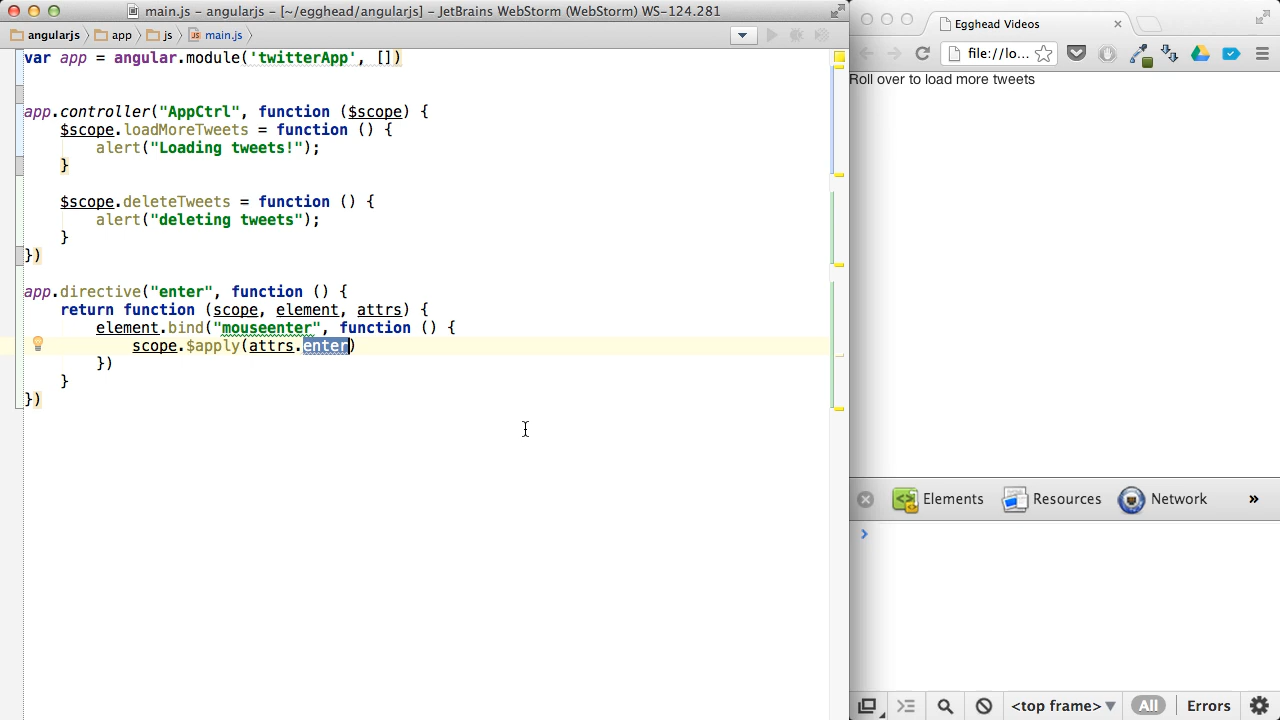 main.js – angularjs – [~/egghead/angularjs] – JetBrains WebStorm (WebStorm) WS-124.281
angularjs app js main.js
var app = angular.module('twitterApp', [])
app.controller("AppCtrl", function ($scope) {
$scope.loadMoreTweets = function () {
alert("Loading tweets!");
}
$scope.deleteTweets = function () {
alert("deleting tweets");
}
})
app.directive("enter", function () {
return function (scope, element, attrs) {
element.bind("mouseenter", function () {
scope.$apply(attrs.enter)
})
}
})
Egghead Videos
file://lo...
Roll over to load more tweets
Elements Resources Network »
<top frame> All Errors